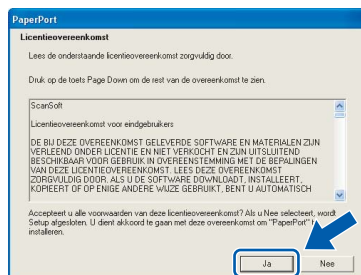 PaperPort
Licentieovereenkomst
Lees de onderstaande licentieovereenkomst zorgvuldig door.
Druk op de toets Page Down om de rest van de overeenkomst te zien.
ScanSoft
Licentieovereenkomst voor eindgebruikers
DE BIJ DEZE OVEREENKOMST GELEVERDE SOFTWARE EN MATERIALEN ZIJN
VERLEEND ONDER LICENTIE EN NIET VERKOCHT EN ZIJN UITSLUITEND
BESCHIKBAAR VOOR GEBRUIK IN OVEREENSTEMMING MET DE BEPALINGEN
VAN DEZE LICENTIEOVEREENKOMST. LEES DEZE OVEREENKOMST
ZORGVULDIG DOOR. ALS U DE SOFTWARE DOWNLOADT, INSTALLEERT,
KOPIEERT OF OP ENIGE ANDERE WIJZE GEBRUIKT, BENT U AUTOMATISCH
Accepteert u alle voorwaarden van deze licentieovereenkomst? Als u Nee selecteert, wordt
Setup afgesloten. U dient akkoord te gaan met deze overeenkomst om "PaperPort" te
installeren.
Ja
Nee